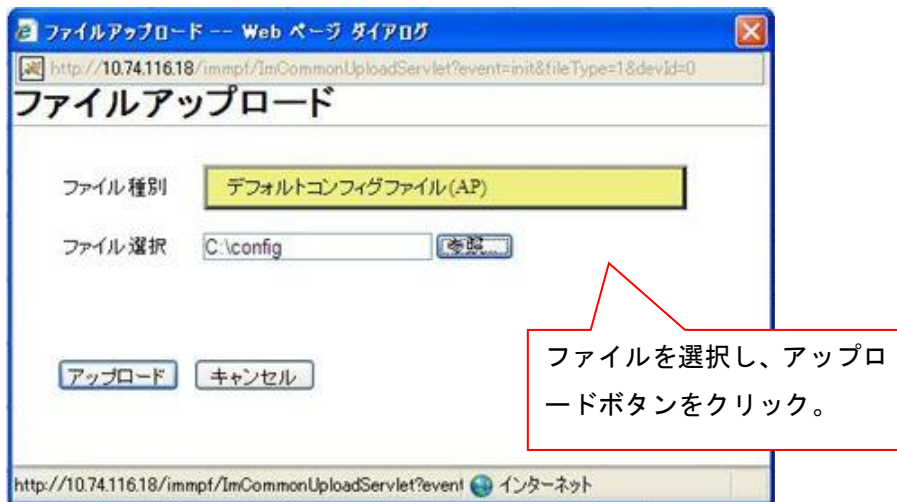 ファイルアップロード -- Web ページ ダイアログ
http://10.74.116.18/immpf/ImCommonUploadServlet?event=init&fileType=1&devId=0
ファイルアップロード
ファイル種別 デフォルトコンフィグファイル(AP)
ファイル選択 C:\config 参照...
ファイルを選択し、アップロ
ードボタンをクリック。
アップロード キャンセル
http://10.74.116.18/immpf/ImCommonUploadServlet?event インターネット